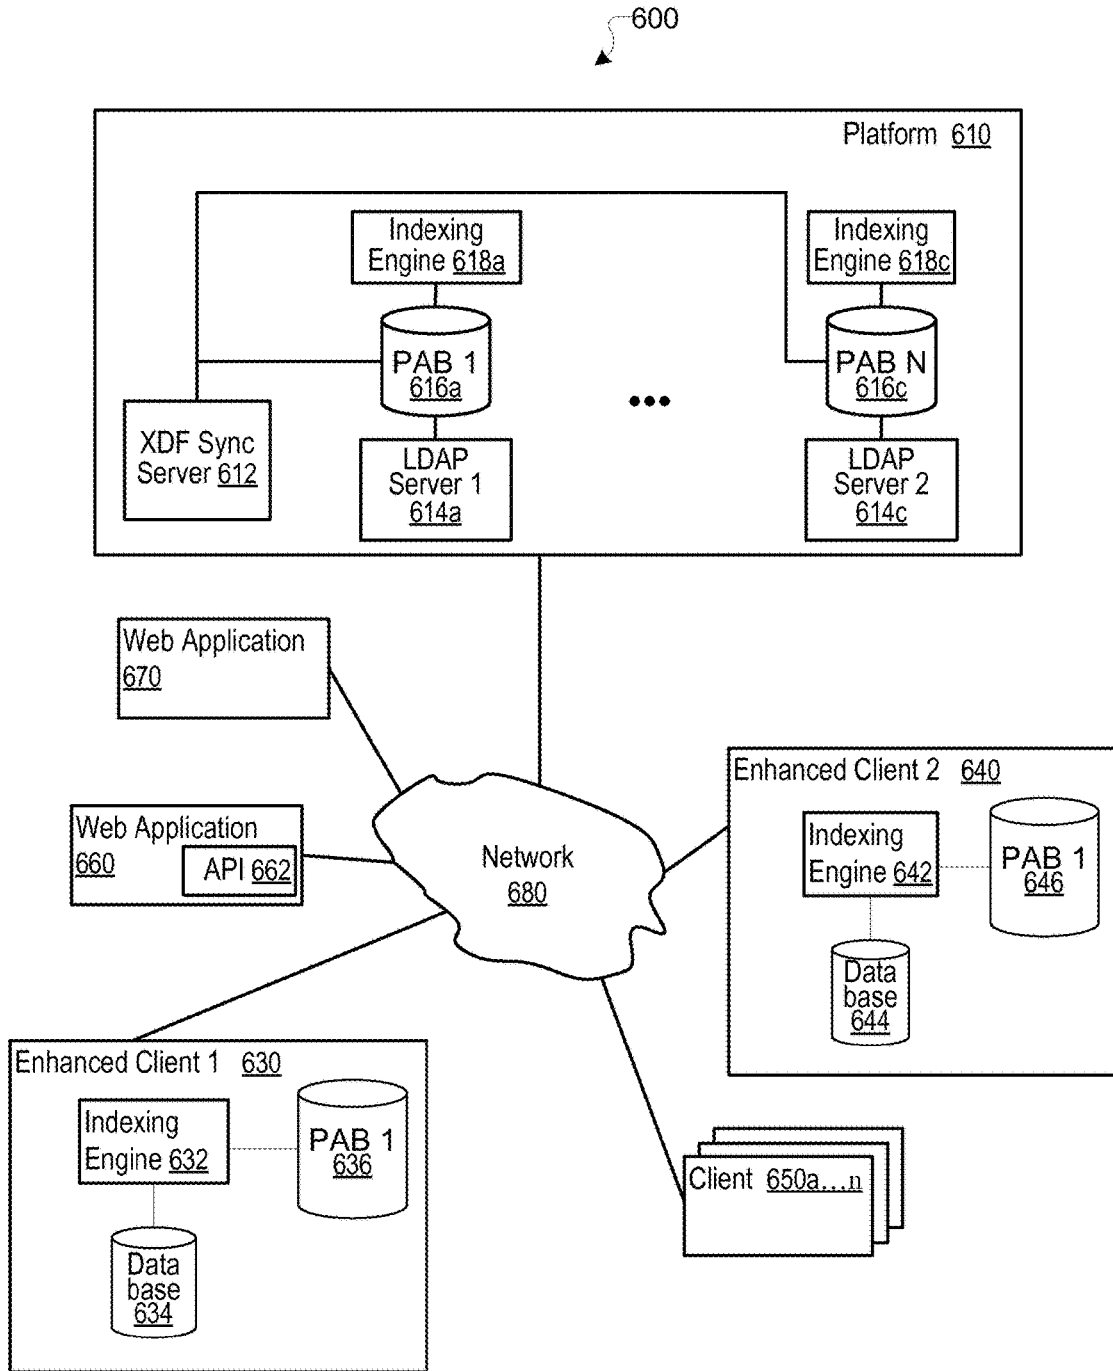 600
Platform 610
Indexing
Engine 618a
Indexing
Engine 618c
PAB 1
616a
PAB N
616c
XDF Sync
Server 612
LDAP
Server 1
614a
LDAP
Server 2
614c
Web Application
670
Web Application
660
API 662
Network
680
Enhanced Client 2 640
Indexing
Engine 642
PAB 1
646
Data
base
644
Enhanced Client 1 630
Indexing
Engine 632
PAB 1
636
Data
base
634
Client 650a...n